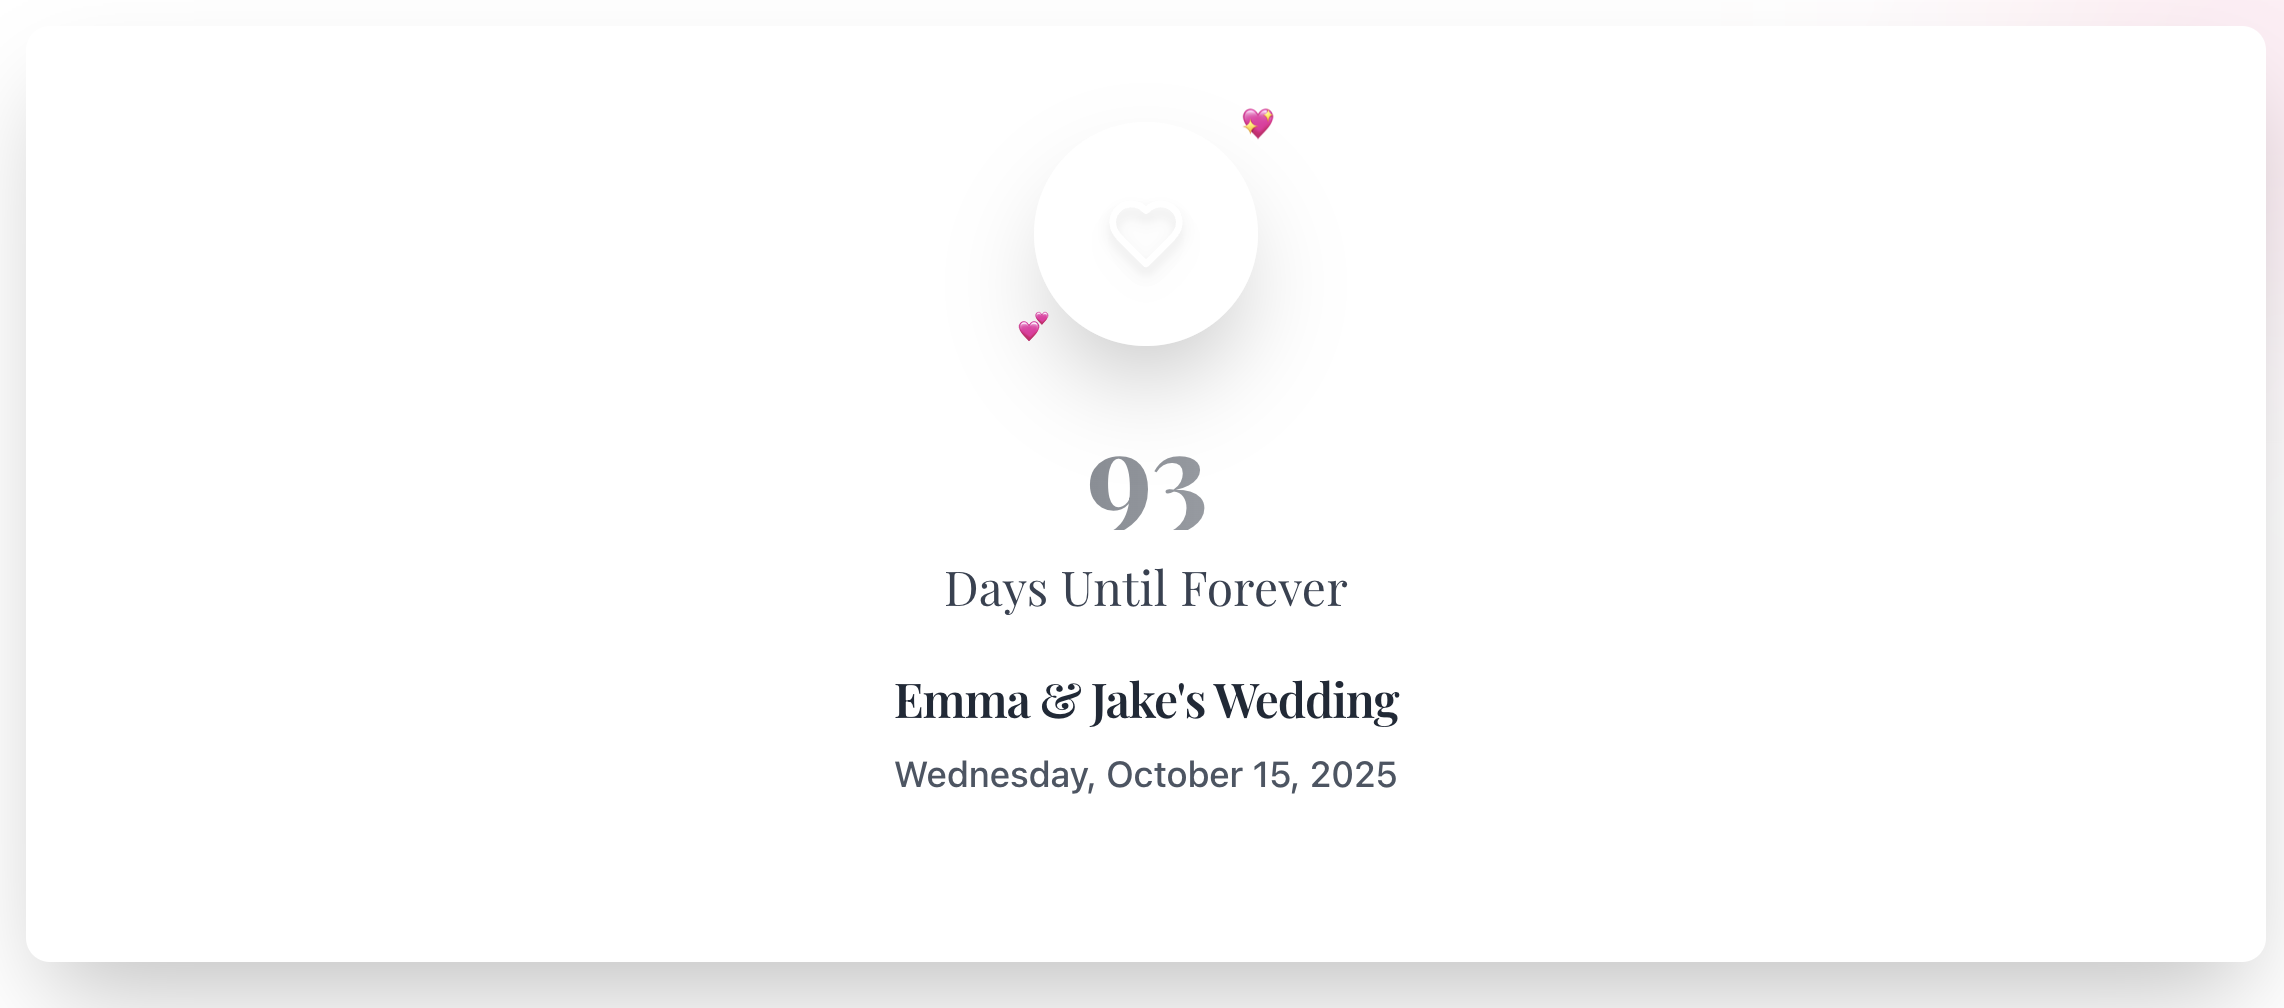 93
Days Until Forever
Emma & Jake's Wedding
Wednesday, October 15, 2025